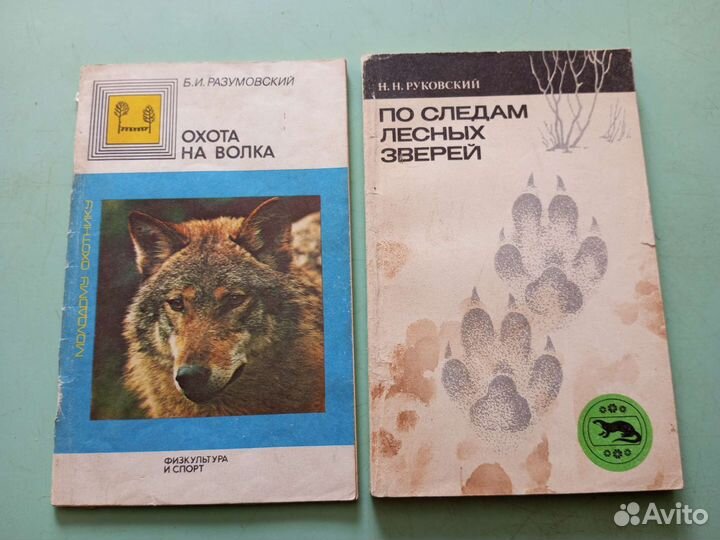 Б.И. РАЗУМОВСКИЙ
ОХОТА
НА ВОЛКА
МОЛОДОМУ ОХОТНИКУ
ФИЗКУЛЬТУРА
И СПОРТ
Н. Н. РУКОВСКИЙ
ПО СЛЕДАМ
ЛЕСНЫХ
ЗВЕРЕЙ
Avito